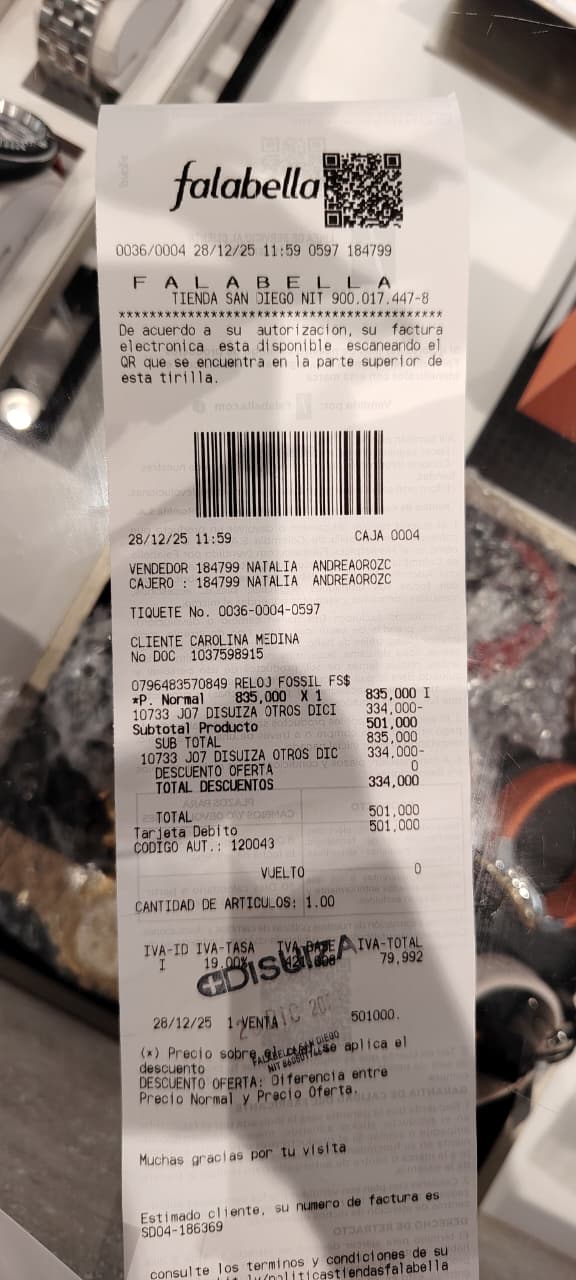 falabella
0036/0004 28/12/25 11:59 0597 184799
F A L A B E L L A
TIENDA SAN DIEGO NIT 900.017.447-8
******************************************
De acuerdo a su autorizacion, su factura
electronica esta disponible escaneando el
QR que se encuentra en la parte superior de
esta tirilla.
28/12/25 11:59 CAJA 0004
VENDEDOR 184799 NATALIA ANDREAOROZC
CAJERO : 184799 NATALIA ANDREAOROZC
TIQUETE No. 0036-0004-0597
CLIENTE CAROLINA MEDINA
No DOC 1037598915
0796483570849 RELOJ FOSSIL FS$
*P. Normal 835,000 X 1 835,000 I
10733 J07 DISUIZA OTROS DICI 334,000-
Subtotal Producto 501,000
SUB TOTAL 835,000
10733 J07 DISUIZA OTROS DIC 334,000-
DESCUENTO OFERTA 0
TOTAL DESCUENTOS 334,000
TOTAL 501,000
Tarjeta Debito 501,000
CODIGO AUT.: 120043
VUELTO 0
CANTIDAD DE ARTICULOS: 1.00
IVA-ID IVA-TASA IVA-BASE IVA-TOTAL
I 19.00% 79,992
DISUIZA
28/12/25 1 VENTA 501000.
DIC
(*) Precio sobre el se aplica el
FALABELLA SAN DIEGO
descuento
NIT
DESCUENTO OFERTA: Diferencia entre
Precio Normal y Precio Oferta.
Muchas gracias por tu visita
Estimado cliente, su numero de factura es
SD04-186369
consulte los terminos y condiciones de su